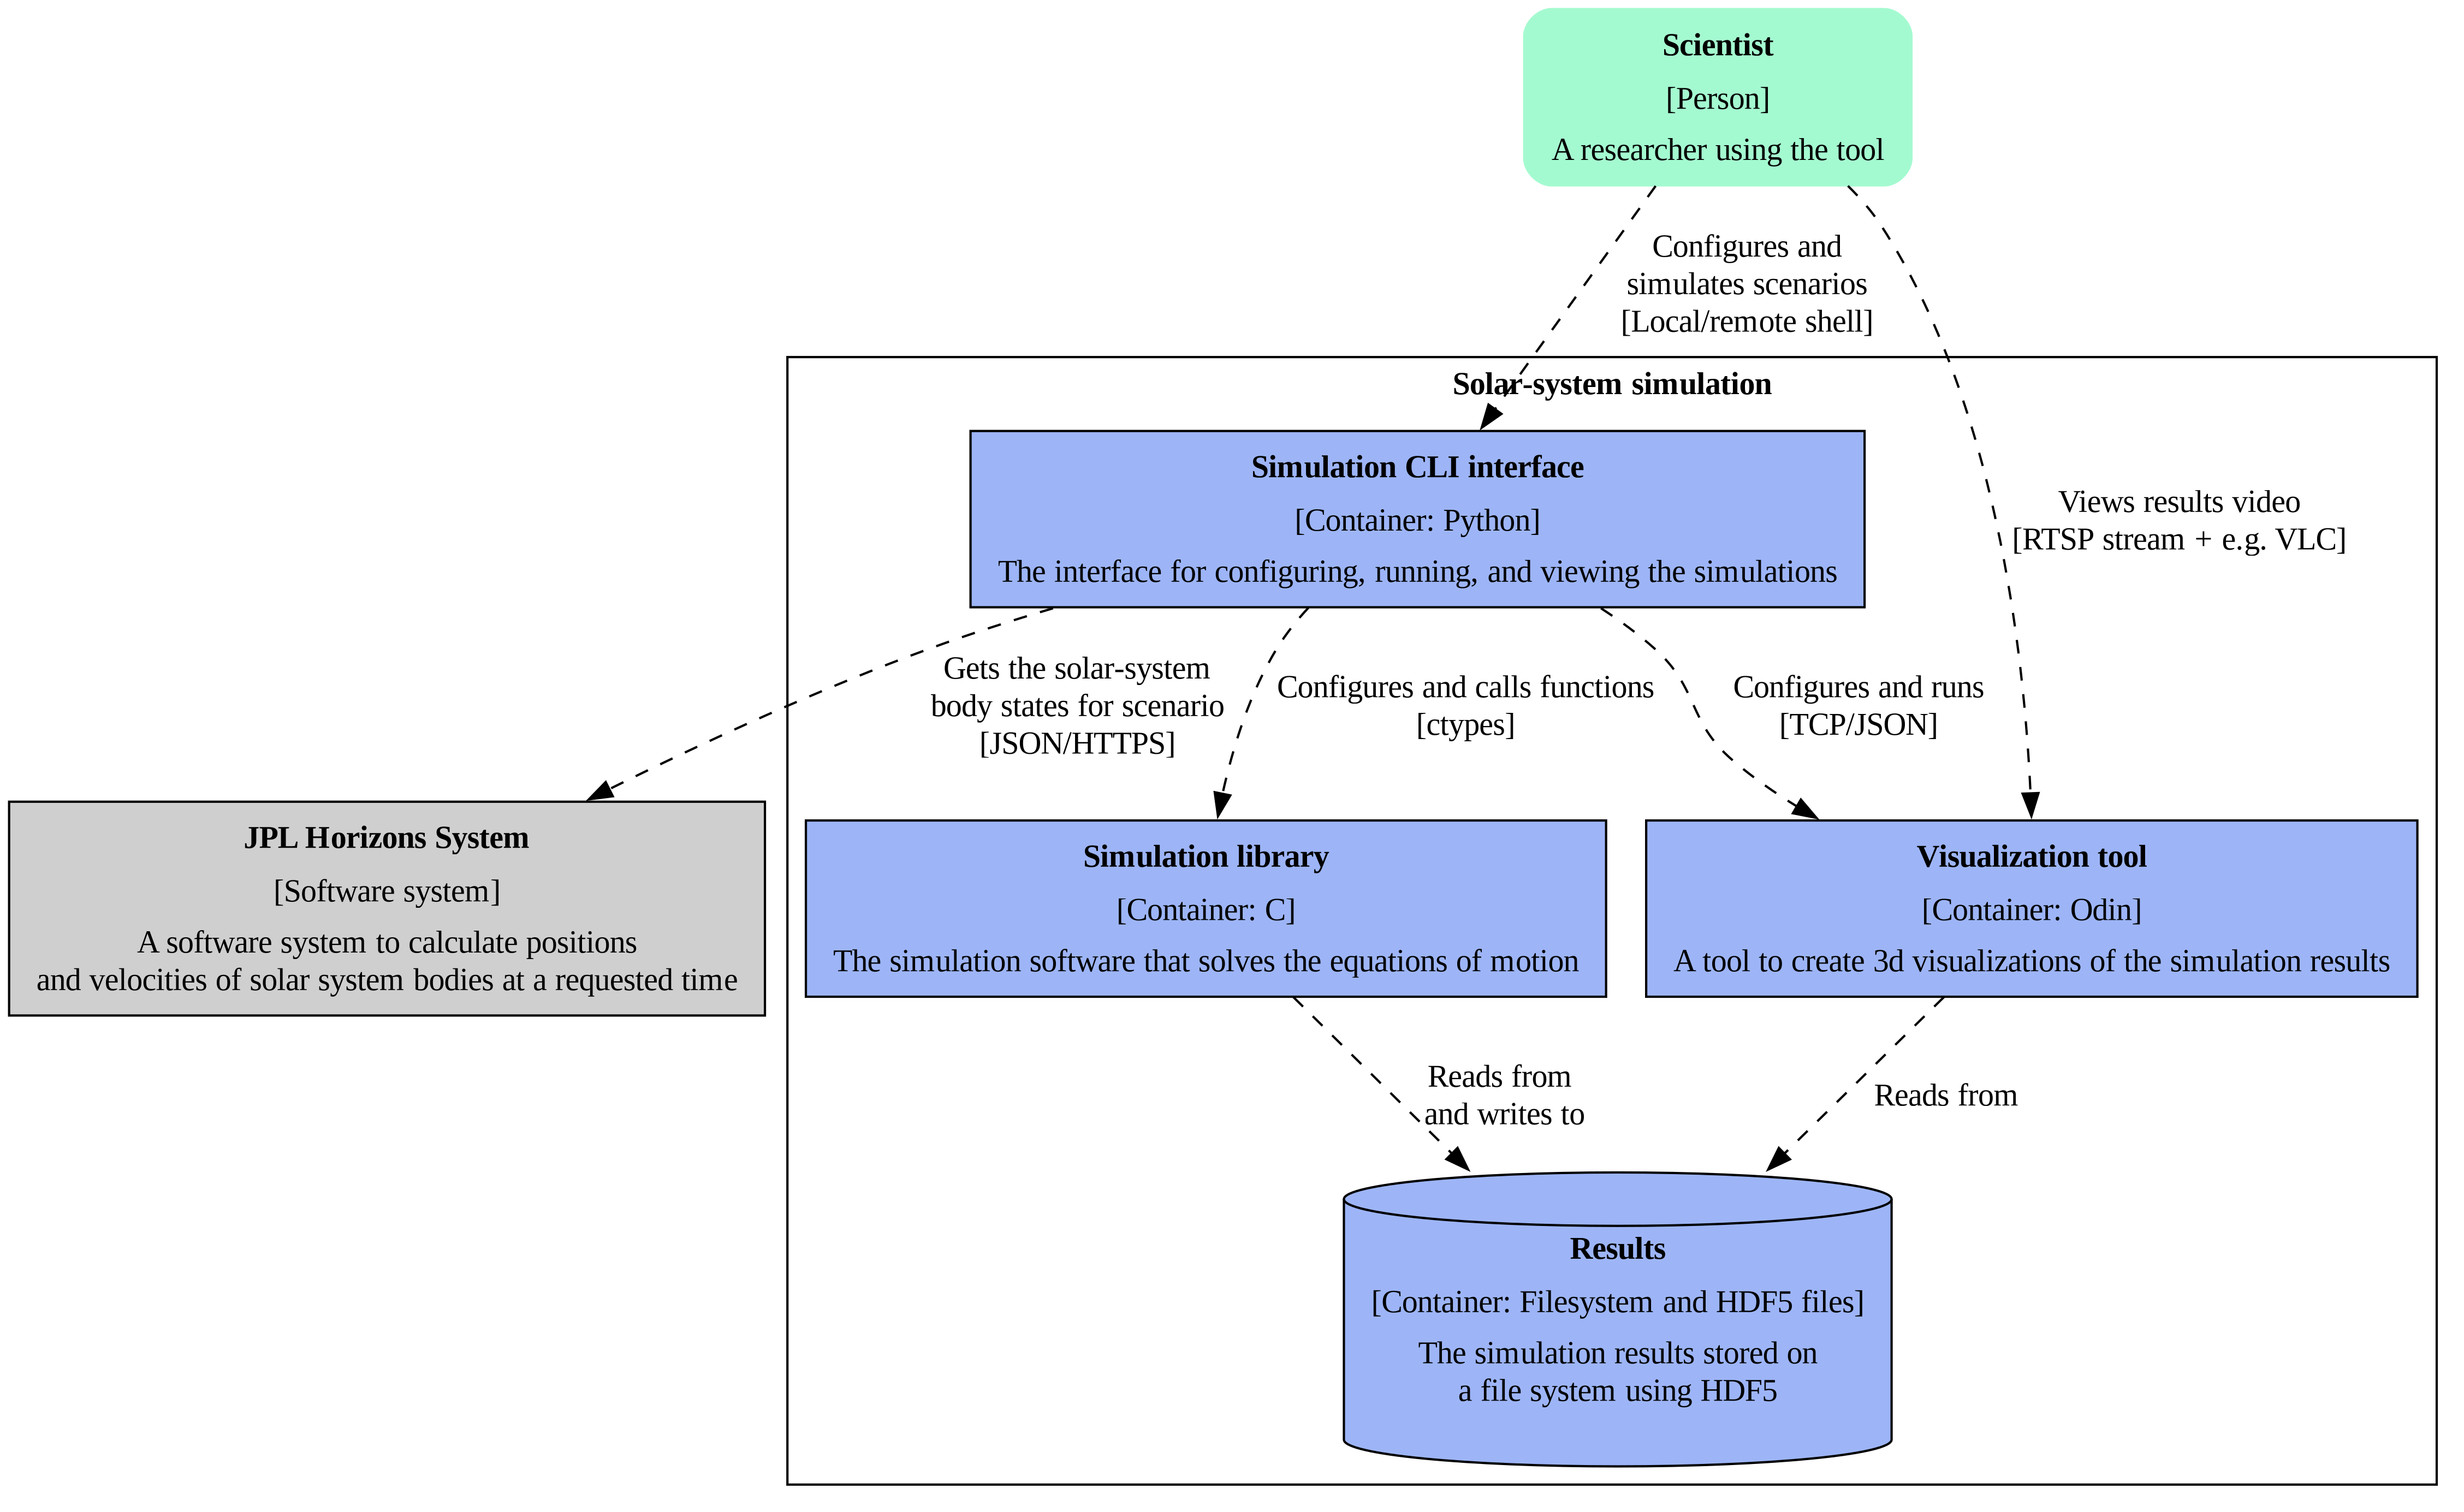 Scientist
[Person]
A researcher using the tool
Configures and
simulates scenarios
[Local/remote shell]
Solar-system simulation
Simulation CLI interface
[Container: Python]
The interface for configuring, running, and viewing the simulations
Views results video
[RTSP stream + e.g. VLC]
Gets the solar-system
body states for scenario
[JSON/HTTPS]
Configures and calls functions
[ctypes]
Configures and runs
[TCP/JSON]
JPL Horizons System
[Software system]
A software system to calculate positions
and velocities of solar system bodies at a requested time
Simulation library
[Container: C]
The simulation software that solves the equations of motion
Visualization tool
[Container: Odin]
A tool to create 3d visualizations of the simulation results
Reads from
and writes to
Reads from
Results
[Container: Filesystem and HDF5 files]
The simulation results stored on
a file system using HDF5